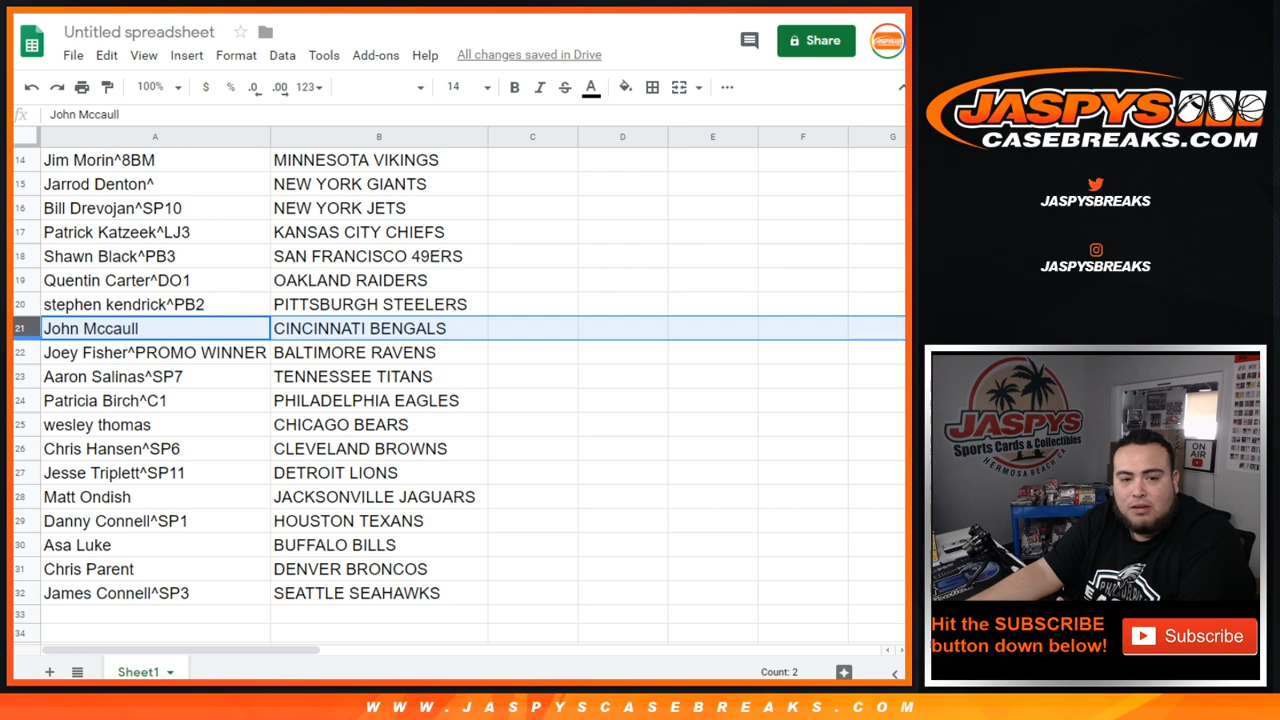 Untitled spreadsheet
File Edit View Insert Format Data Tools Add-ons Help All changes saved in Drive
Share
100% $ % .0 .00 123 14 B I S A
fx John Mccaull
A B C D E F G
14 Jim Morin^8BM MINNESOTA VIKINGS
15 Jarrod Denton^ NEW YORK GIANTS
16 Bill Drevojan^SP10 NEW YORK JETS
17 Patrick Katzeek^LJ3 KANSAS CITY CHIEFS
18 Shawn Black^PB3 SAN FRANCISCO 49ERS
19 Quentin Carter^DO1 OAKLAND RAIDERS
20 stephen kendrick^PB2 PITTSBURGH STEELERS
21 John Mccaull CINCINNATI BENGALS
22 Joey Fisher^PROMO WINNER BALTIMORE RAVENS
23 Aaron Salinas^SP7 TENNESSEE TITANS
24 Patricia Birch^C1 PHILADELPHIA EAGLES
25 wesley thomas CHICAGO BEARS
26 Chris Hansen^SP6 CLEVELAND BROWNS
27 Jesse Triplett^SP11 DETROIT LIONS
28 Matt Ondish JACKSONVILLE JAGUARS
29 Danny Connell^SP1 HOUSTON TEXANS
30 Asa Luke BUFFALO BILLS
31 Chris Parent DENVER BRONCOS
32 James Connell^SP3 SEATTLE SEAHAWKS
33
34
Sheet1 Count: 2
JASPYS
CASEBREAKS.COM
JASPYSBREAKS
JASPYSBREAKS
JASPYS
Sports Cards & Collectibles
HERMOSA BEACH, CA
ON AIR
Hit the SUBSCRIBE
button down below!
Subscribe
WWW.JASPYSCASEBREAKS.COM